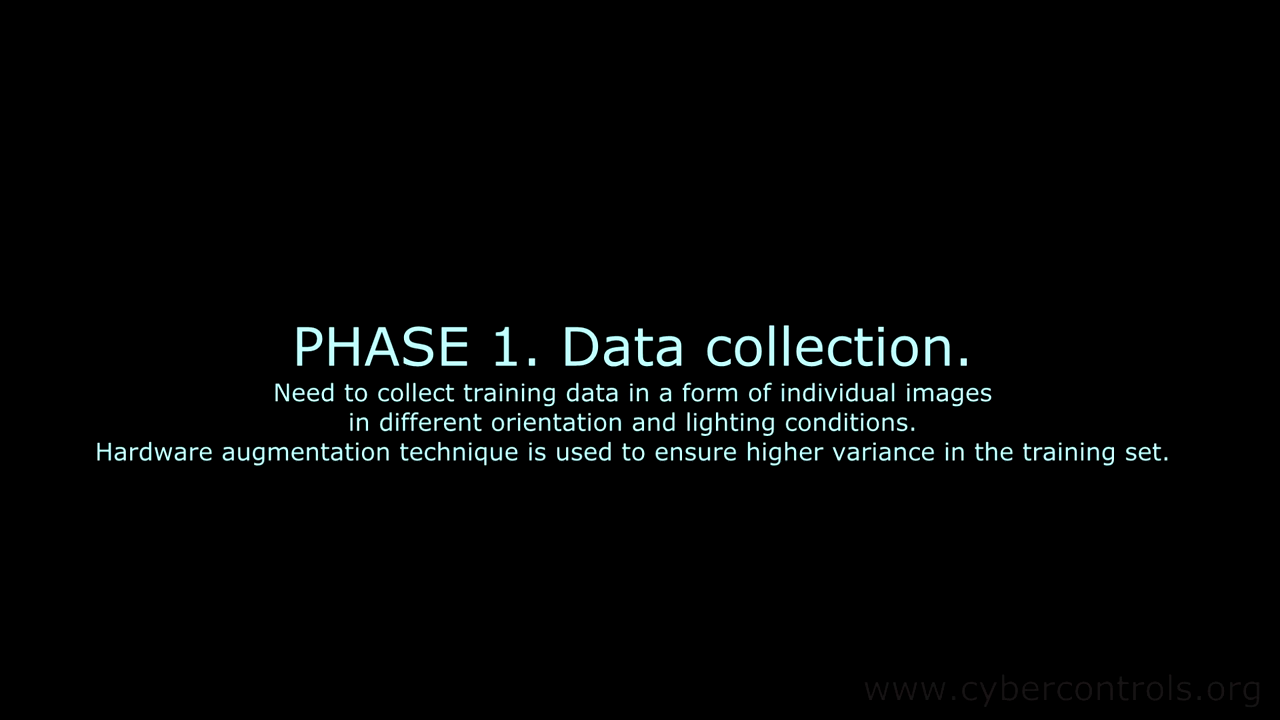 PHASE 1. Data collection.
Need to collect training data in a form of individual images
in different orientation and lighting conditions.
Hardware augmentation technique is used to ensure higher variance in the training set.
www.cybercontrols.org